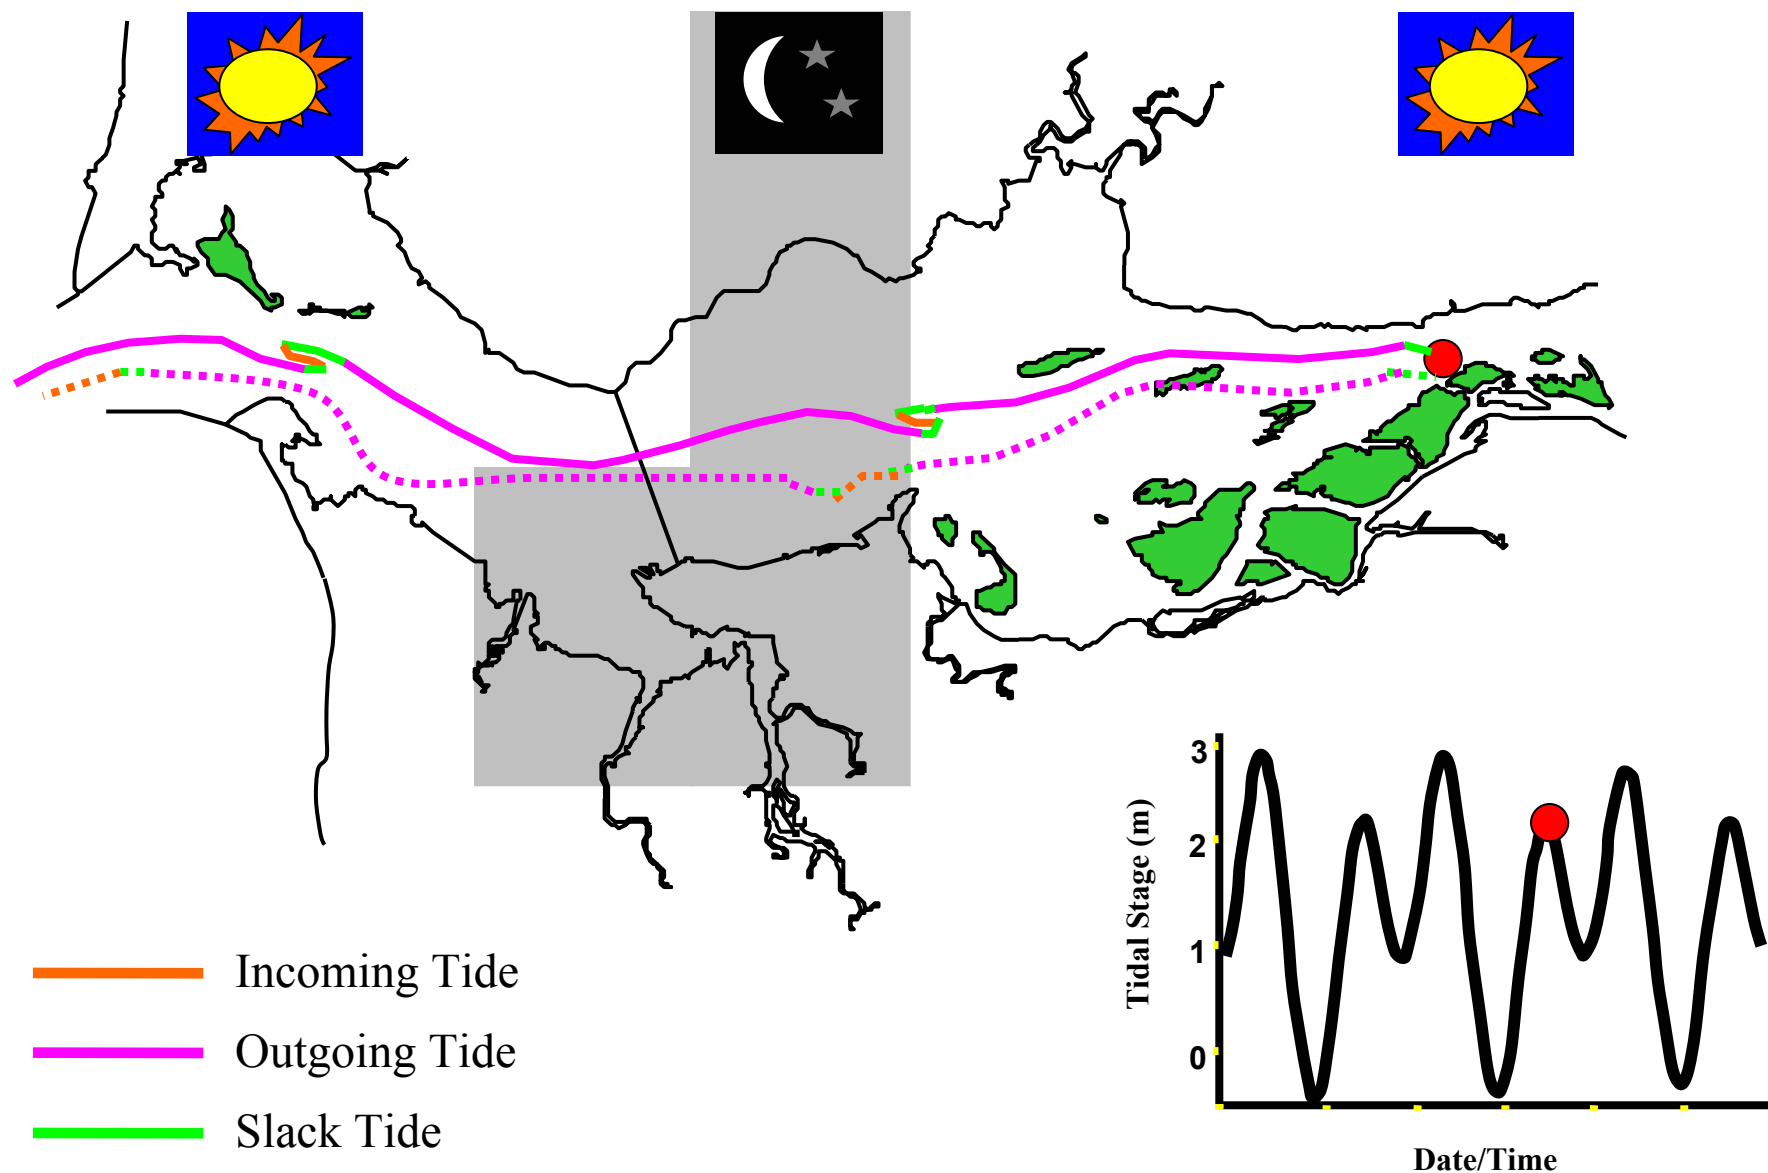 3
2
1
0
Tidal Stage (m)
Date/Time
Incoming Tide
Outgoing Tide
Slack Tide